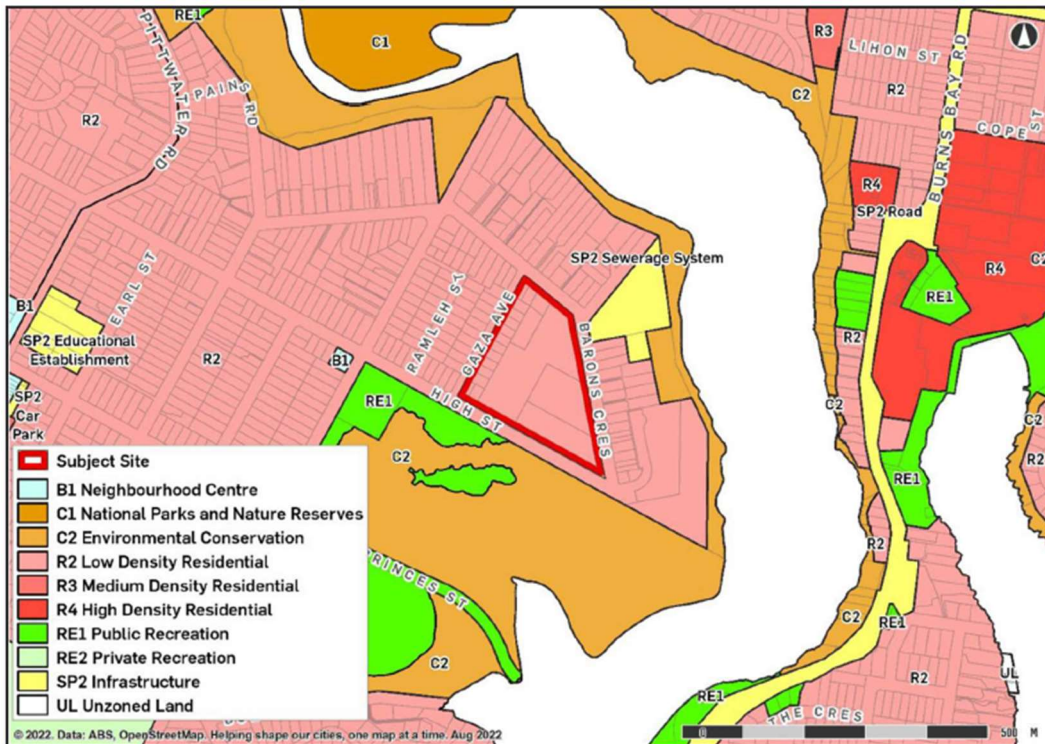 RE1
C1
R3
LIHON ST
C2
R2
BURNS BAY RD
COPE ST
PITTWATER RD
PAINS RD
R2
R4
SP2 Road
R4
C2
RE1
SP2 Sewerage System
EARL ST
B1
SP2 Educational
Establishment
R2
RAMLEH ST
GAZA AVE
BARONS CRES
HIGH ST
B1
RE1
R2
SP2
Car
Park
C2
C2
C2
R2
RE1
Subject Site
B1 Neighbourhood Centre
C1 National Parks and Nature Reserves
C2 Environmental Conservation
R2 Low Density Residential
R3 Medium Density Residential
R4 High Density Residential
RE1 Public Recreation
RE2 Private Recreation
SP2 Infrastructure
UL Unzoned Land
PRINCES ST
C2
R2
C2
RE1
R2
UL
RE1
THE CRES
0 500 M
© 2022. Data: ABS, OpenStreetMap. Helping shape our cities, one map at a time. Aug 2022